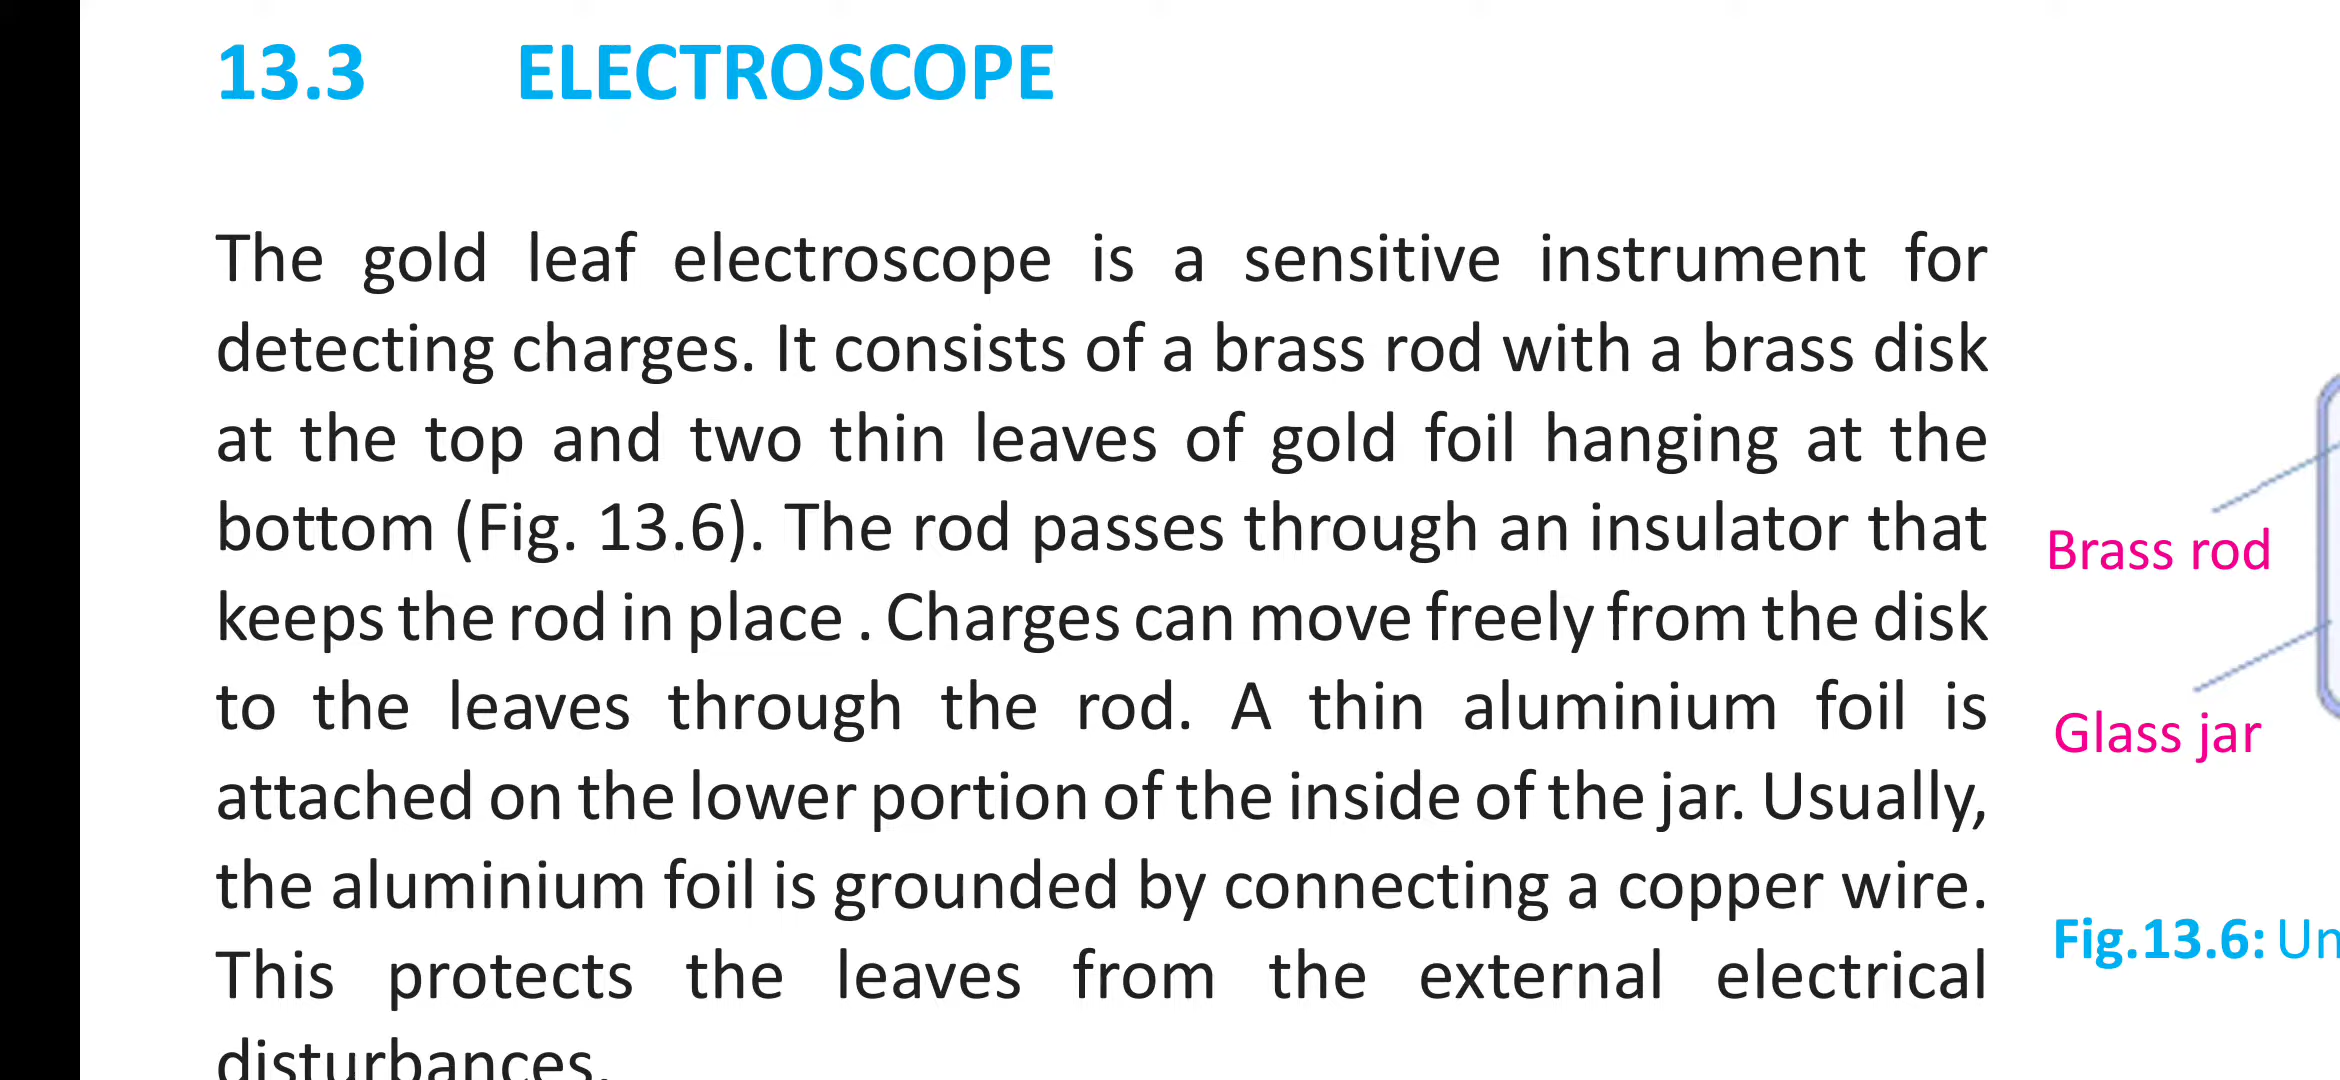 13.3 ELECTROSCOPE
The gold leaf electroscope is a sensitive instrument for
detecting charges. It consists of a brass rod with a brass disk
at the top and two thin leaves of gold foil hanging at the
bottom (Fig. 13.6). The rod passes through an insulator that
keeps the rod in place . Charges can move freely from the disk
to the leaves through the rod. A thin aluminium foil is
attached on the lower portion of the inside of the jar. Usually,
the aluminium foil is grounded by connecting a copper wire.
This protects the leaves from the external electrical
disturbances.
Brass rod
Glass jar
Fig.13.6: Un